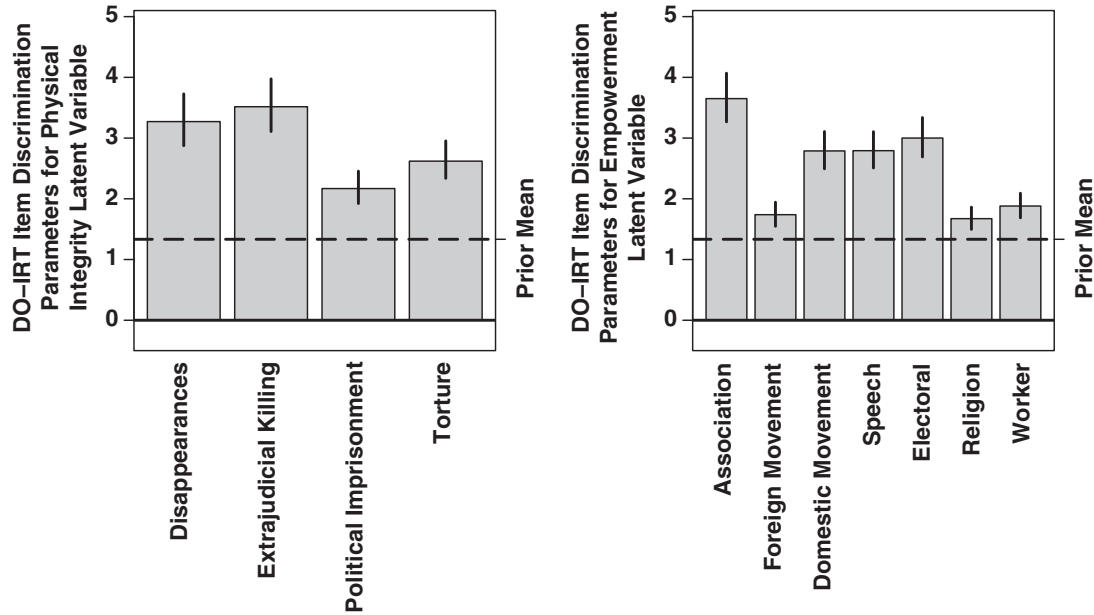 DO–IRT Item Discrimination
Parameters for Physical
Integrity Latent Variable
5
4
3
2
1
0
Prior Mean
Disappearances
Extrajudicial Killing
Political Imprisonment
Torture
DO–IRT Item Discrimination
Parameters for Empowerment
Latent Variable
5
4
3
2
1
0
Prior Mean
Association
Foreign Movement
Domestic Movement
Speech
Electoral
Religion
Worker